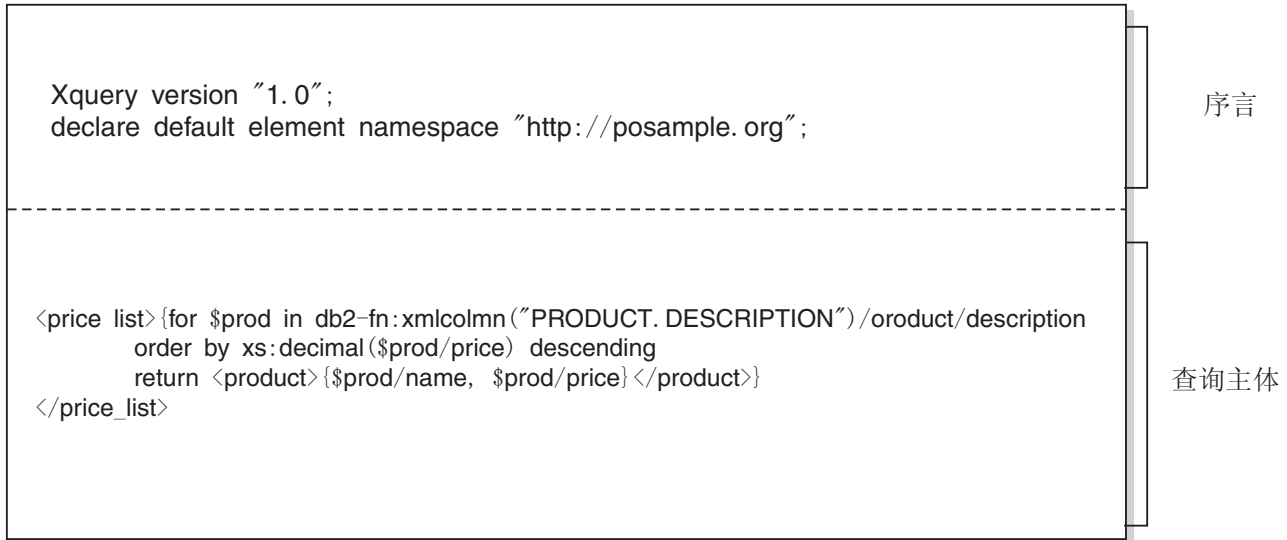 Xquery version ″1.0″;
declare default element namespace ″http://posample.org″;
序言
<price list>{for $prod in db2-fn:xmlcolmn(″PRODUCT.DESCRIPTION″)/oroduct/description
order by xs:decimal($prod/price) descending
return <product>{$prod/name, $prod/price}</product>}
</price_list>
查询主体